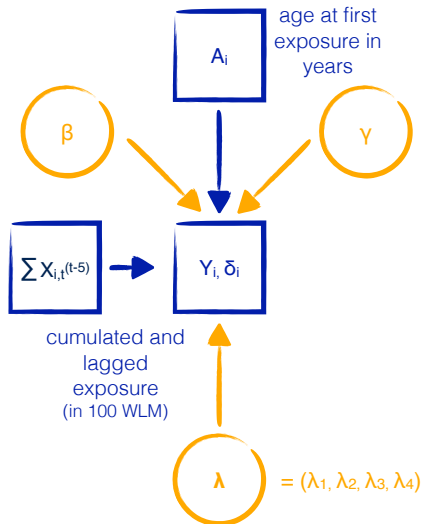 age at first
exposure in
years
Aᵢ
β
γ
∑ Xᵢ,ₜ⁽ᵗ⁻⁵⁾
Yᵢ, δᵢ
cumulated and
lagged
exposure
(in 100 WLM)
λ = (λ₁, λ₂, λ₃, λ₄)